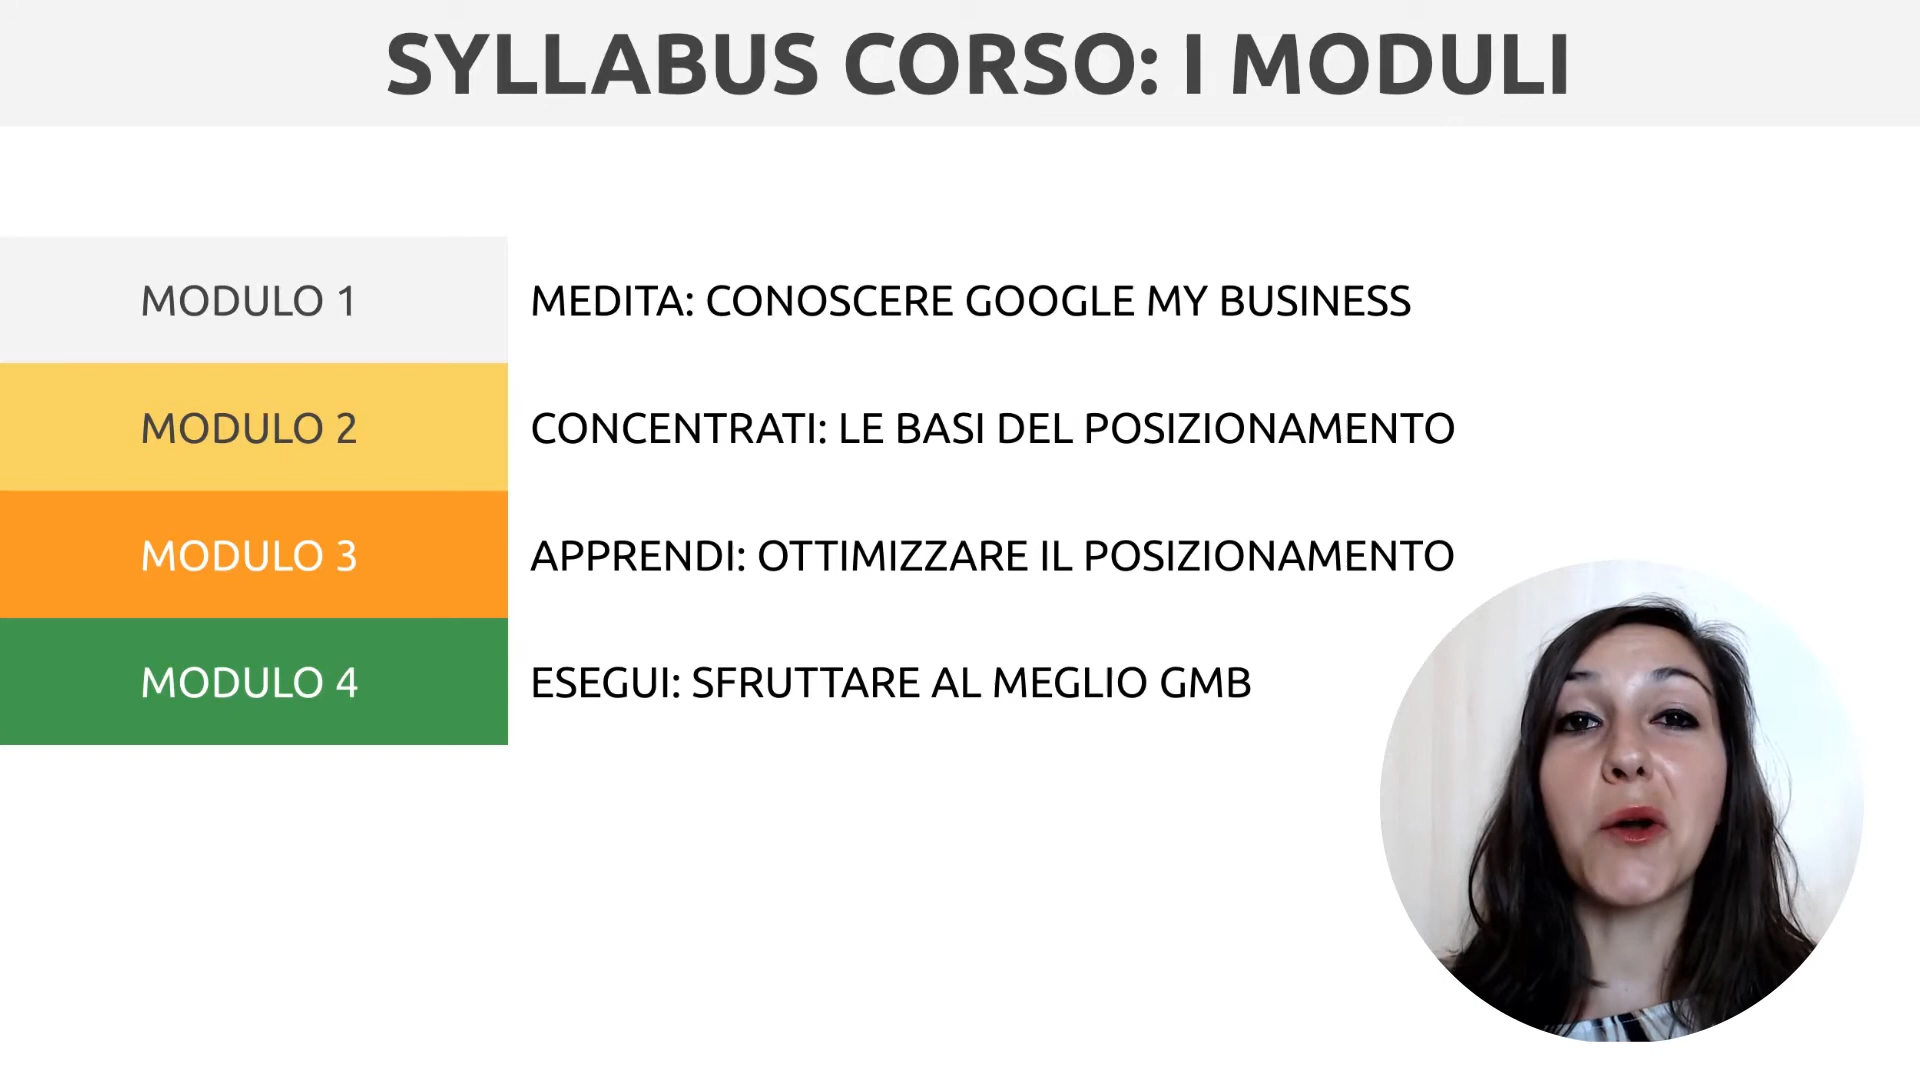 SYLLABUS CORSO: I MODULI
MODULO 1 MEDITA: CONOSCERE GOOGLE MY BUSINESS
MODULO 2 CONCENTRATI: LE BASI DEL POSIZIONAMENTO
MODULO 3 APPRENDI: OTTIMIZZARE IL POSIZIONAMENTO
MODULO 4 ESEGUI: SFRUTTARE AL MEGLIO GMB